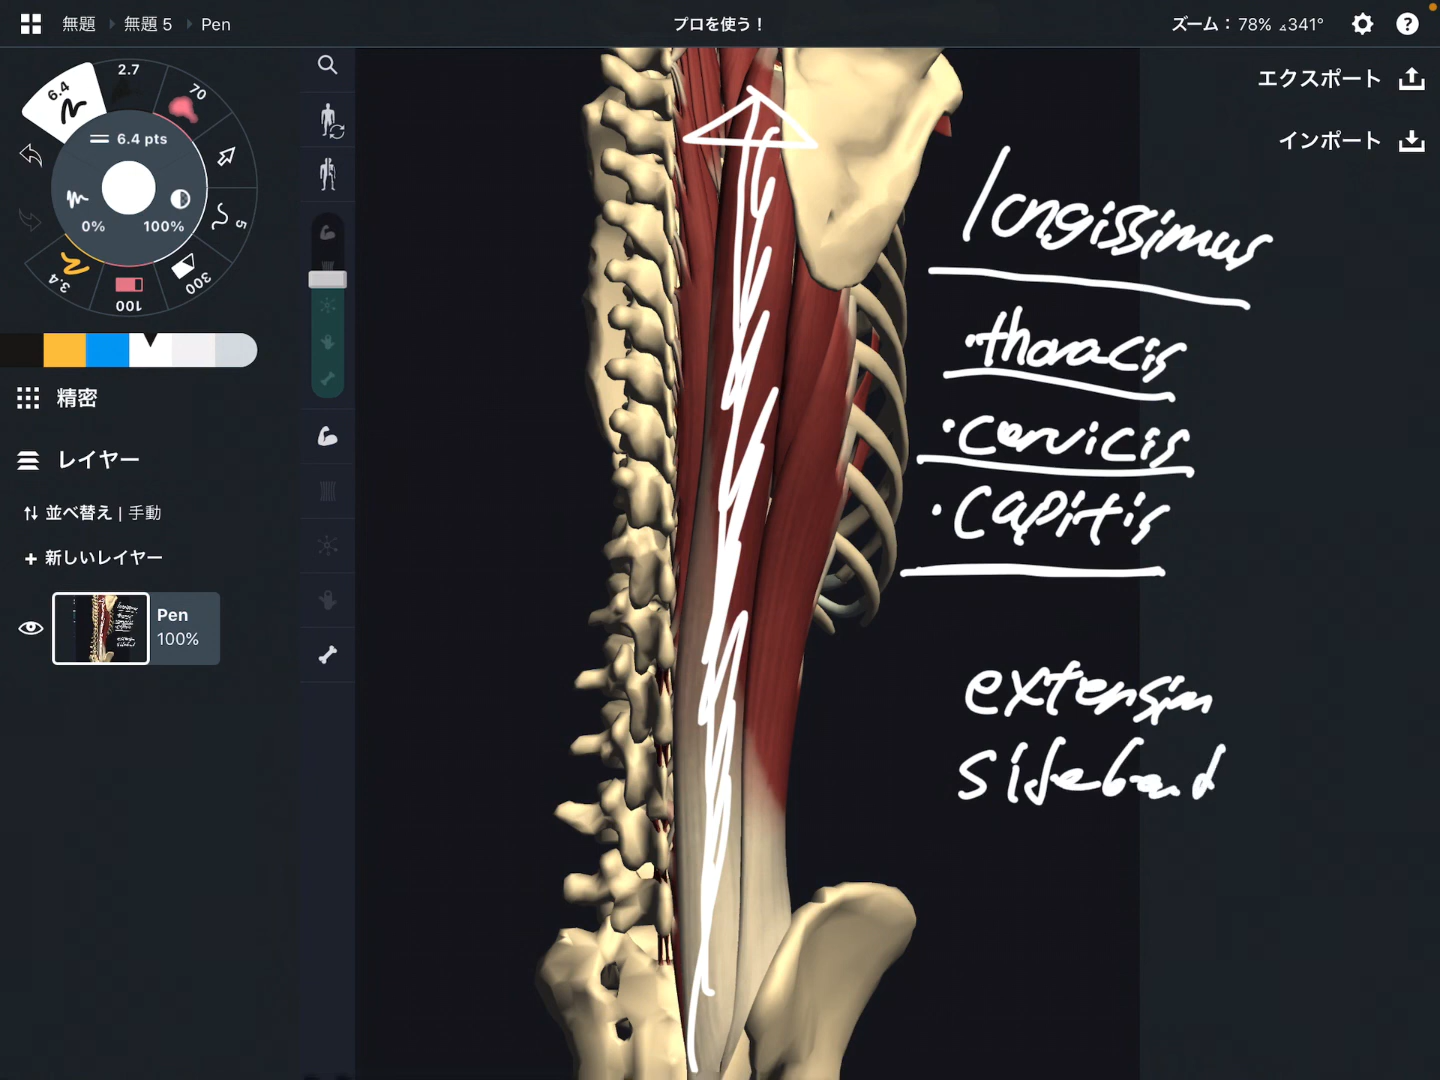 無題 無題 5 Pen プロを使う! ズーム: 78% ⊿341°
エクスポート
インポート
2.7
6.4
70
6.4 pts
5
0% 100%
3.4
100
300
精密
レイヤー
並べ替え | 手動
+ 新しいレイヤー
Pen
100%
longissimus
・thoracis
・cervicis
・capitis
extension
sidebend